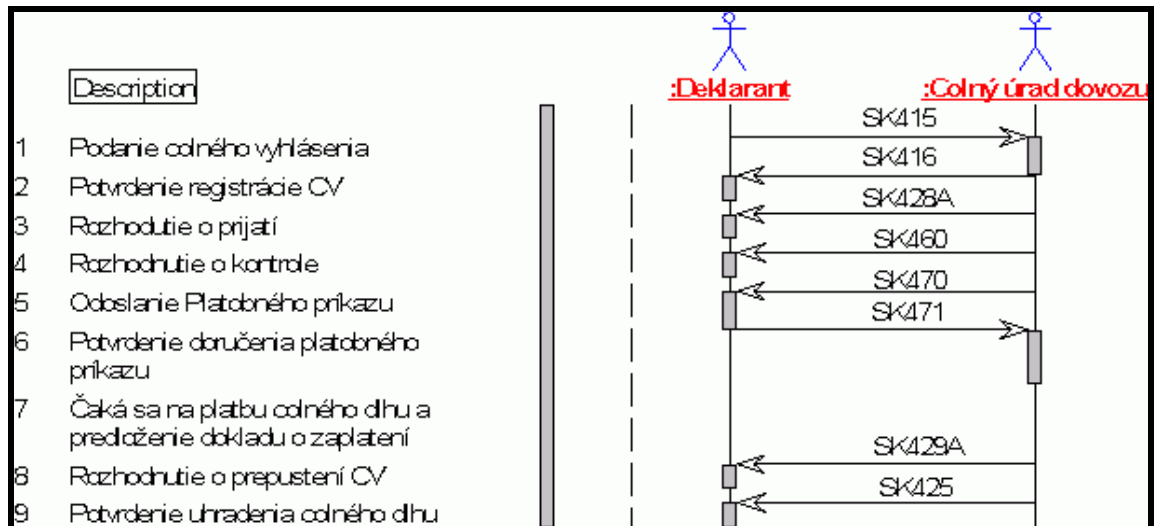 Description
:Deklarant
:Colný úrad dovozu
SK415
1 Podanie colného vyhlásenia
SK416
2 Potvrdenie registrácie CV
SK428A
3 Rozhodutie o prijatí
SK460
4 Rozhodnutie o kontrole
SK470
5 Odoslanie Platobného príkazu
SK471
6 Potvrdenie doručenia platobného
príkazu
7 Čaká sa na platbu colného dlhu a
predloženie dokladu o zaplatení
SK429A
8 Rozhodnutie o prepustení CV
SK425
9 Potvrdenie uhradenia colného dlhu